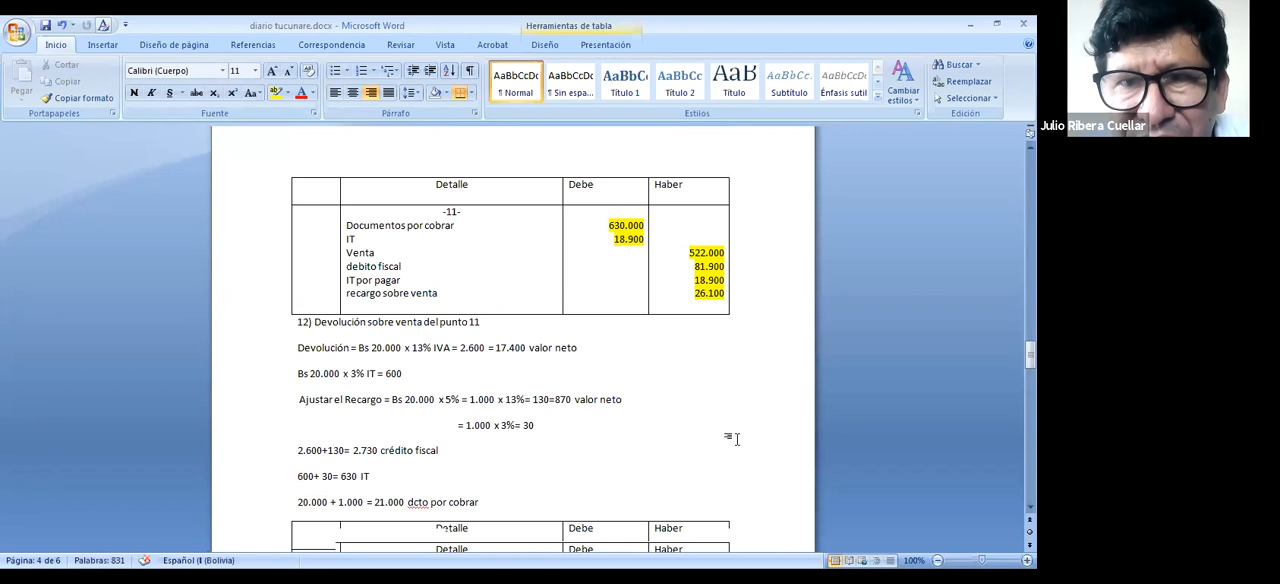 diario tucunare.docx - Microsoft Word
Herramientas de tabla
Inicio Insertar Diseño de página Referencias Correspondencia Revisar Vista Acrobat Diseño Presentación
Pegar
Cortar
Copiar
Copiar formato
Portapapeles
Calibri (Cuerpo) 11
N K S abc x₂ x² Aa
Fuente
Párrafo
AaBbCcDc AaBbCcDc AaBbC AaBbCc AaB AaBbCc. AaBbCcDc
¶ Normal ¶ Sin espa... Título 1 Título 2 Título Subtítulo Énfasis sutil
Cambiar estilos
Estilos
Buscar
Reemplazar
Seleccionar
Edición
Julio Ribera Cuellar
Detalle Debe Haber
-11-
Documentos por cobrar 630.000
IT 18.900
Venta 522.000
debito fiscal 81.900
IT por pagar 18.900
recargo sobre venta 26.100
12) Devolución sobre venta del punto 11
Devolución = Bs 20.000 x 13% IVA = 2.600 = 17.400 valor neto
Bs 20.000 x 3% IT = 600
Ajustar el Recargo = Bs 20.000 x 5% = 1.000 x 13%= 130=870 valor neto
= 1.000 x 3%= 30
2.600+130= 2.730 crédito fiscal
600+ 30= 630 IT
20.000 + 1.000 = 21.000 dcto por cobrar
Detalle Debe Haber
Detalle Debe Haber
Página: 4 de 6 Palabras: 831 Español (Bolivia) 100%